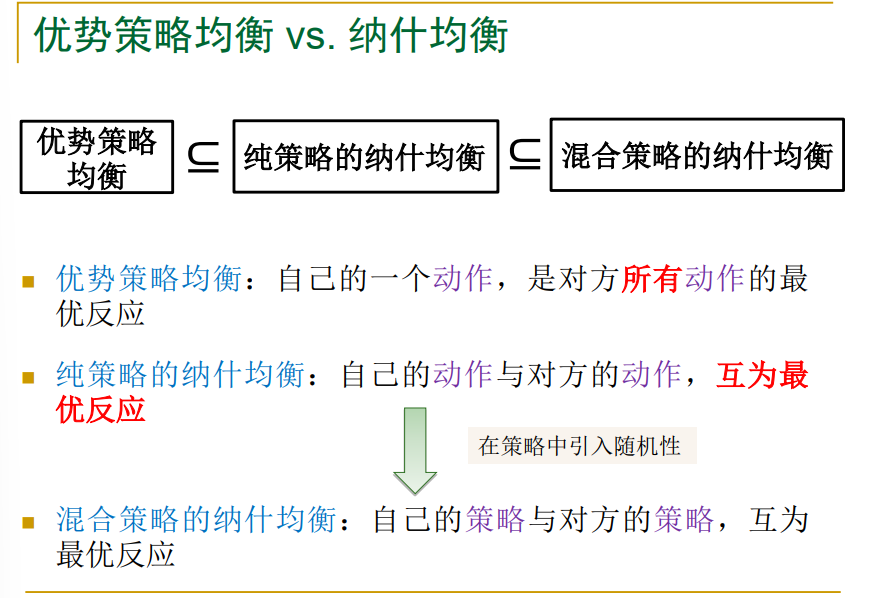 优势策略均衡 vs. 纳什均衡
优势策略
均衡
⊆
纯策略的纳什均衡
⊆
混合策略的纳什均衡
优势策略均衡：自己的一个动作，是对方所有动作的最
优反应
纯策略的纳什均衡：自己的动作与对方的动作，互为最
优反应
在策略中引入随机性
混合策略的纳什均衡：自己的策略与对方的策略，互为
最优反应